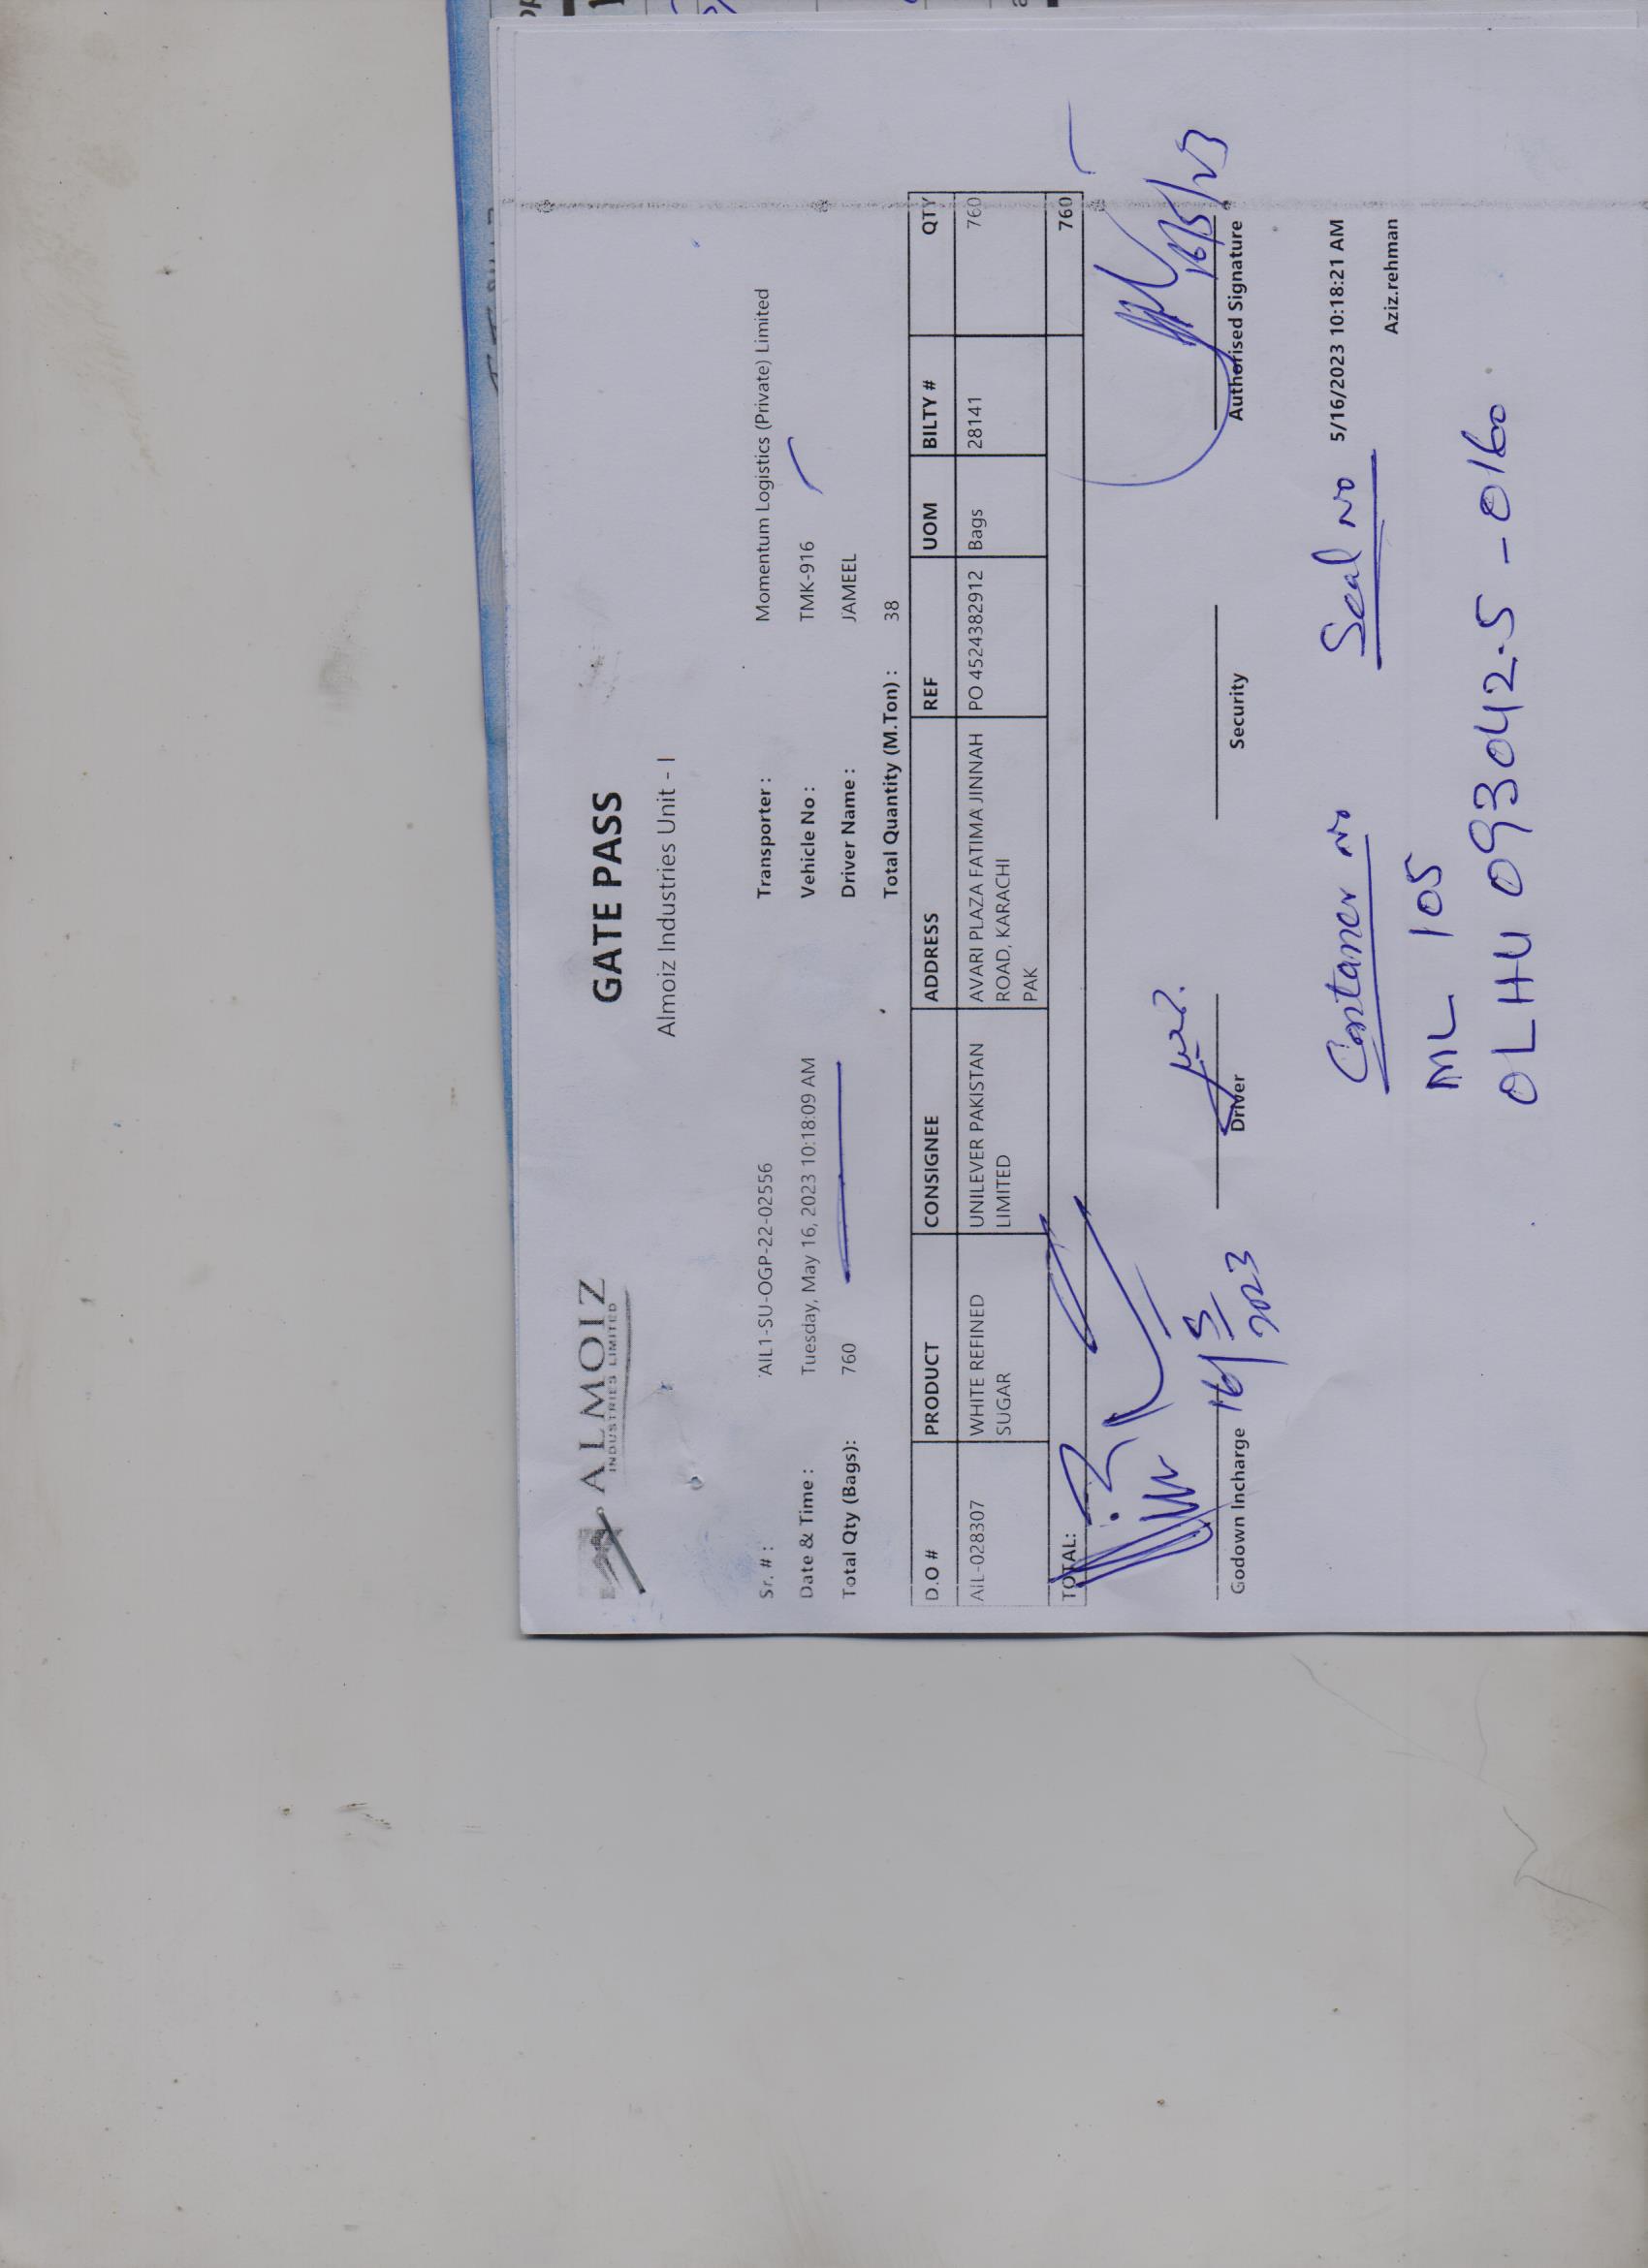 ALMOIZ
INDUSTRIES LIMITED
GATE PASS
Almoiz Industries Unit - I
Sr. # : AIL1-SU-OGP-22-02556 Transporter : Momentum Logistics (Private) Limited
Date & Time : Tuesday, May 16, 2023 10:18:09 AM Vehicle No : TMK-916
Total Qty (Bags): 760 Driver Name : JAMEEL
Total Quantity (M.Ton) : 38
D.O # PRODUCT CONSIGNEE ADDRESS REF UOM BILTY # QTY
AIL-028307 WHITE REFINED UNILEVER PAKISTAN AVARI PLAZA FATIMA JINNAH PO 4524382912 Bags 28141 760
SUGAR LIMITED ROAD, KARACHI
PAK
TOTAL: 760
16/5/23
Godown Incharge Driver Security Authorised Signature
16/5/
2023
Contaner no Seal no 5/16/2023 10:18:21 AM
Aziz.rehman
ML 105
OLHU 093042.5 - 0160